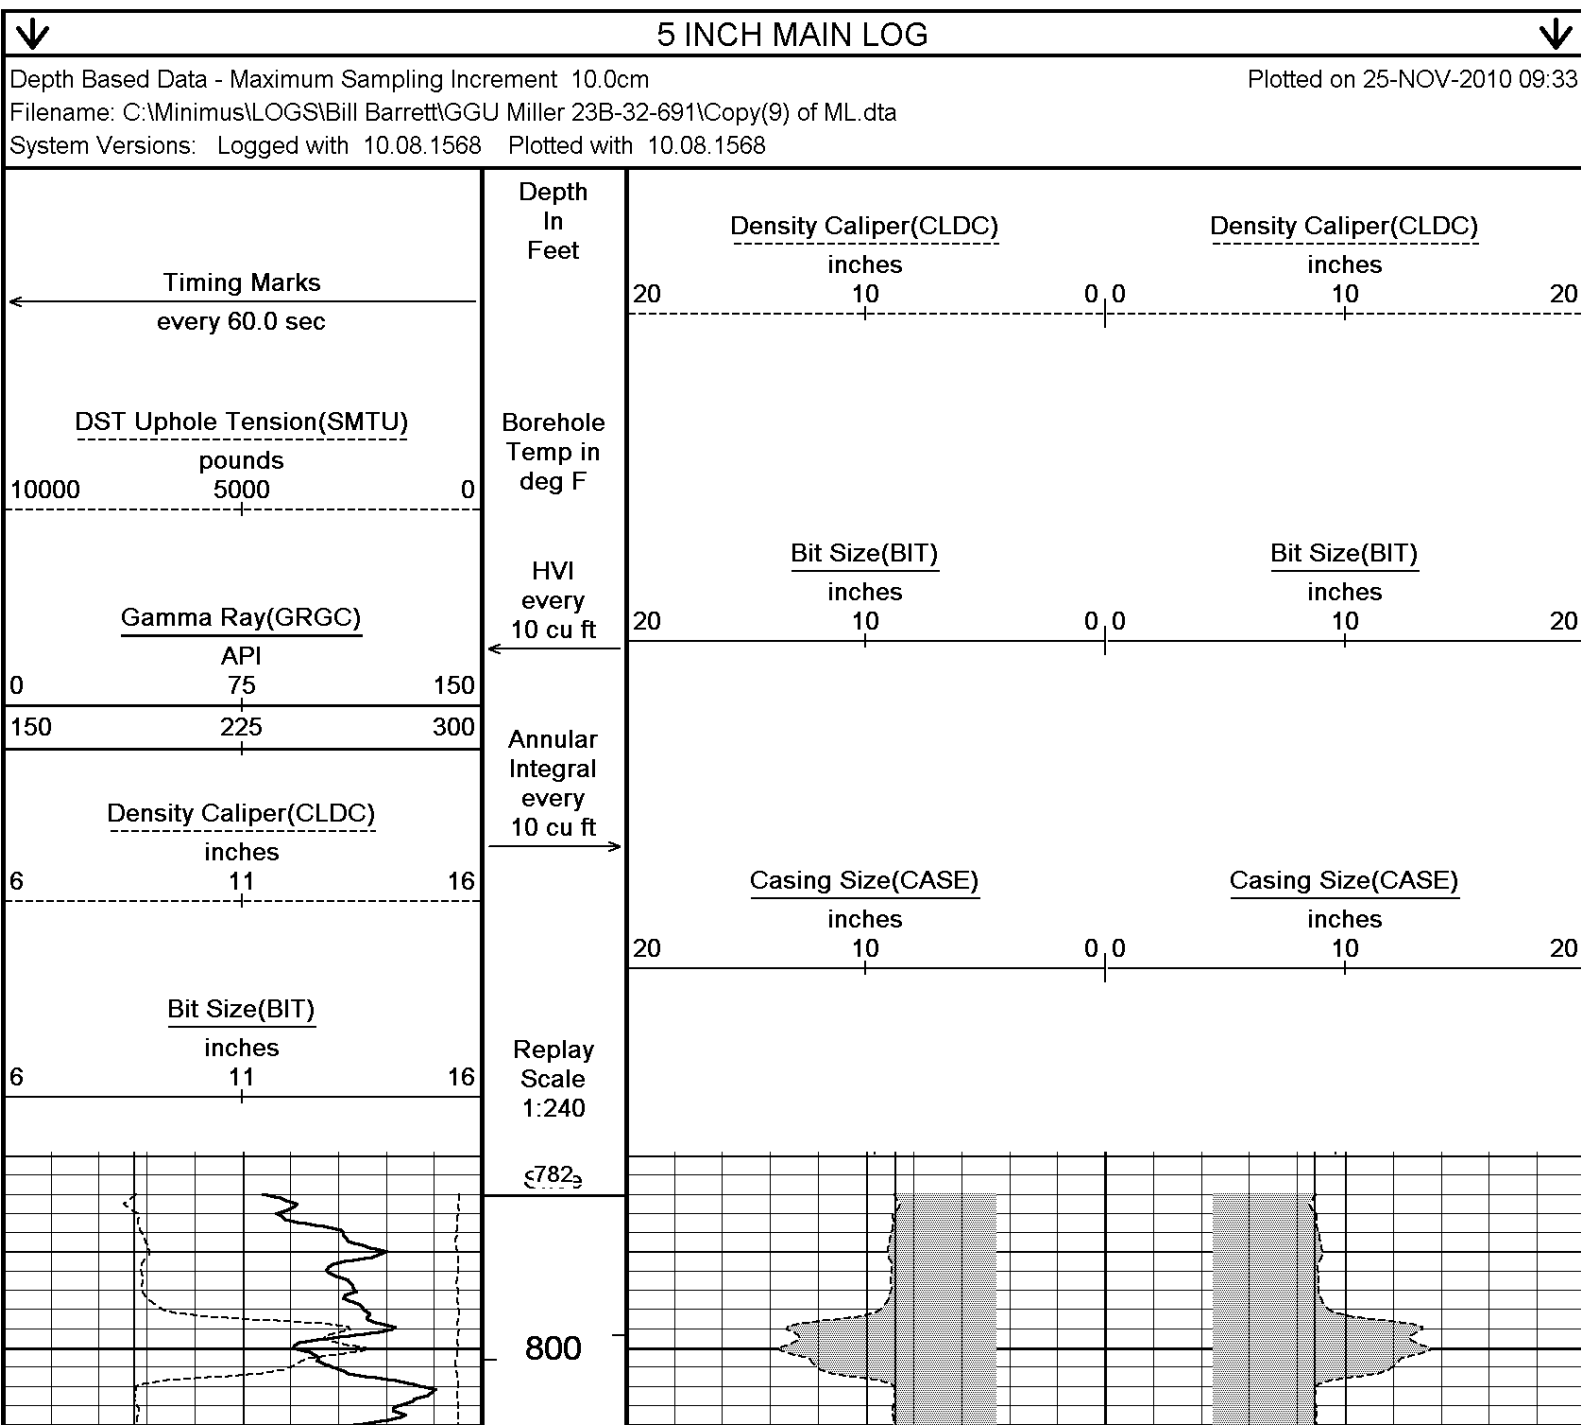 5 INCH MAIN LOG
Depth Based Data - Maximum Sampling Increment 10.0cm
Plotted on 25-NOV-2010 09:33
Filename: C:\Minimus\LOGS\Bill Barrett\GGU Miller 23B-32-691\Copy(9) of ML.dta
System Versions: Logged with 10.08.1568 Plotted with 10.08.1568
Timing Marks
every 60.0 sec
DST Uphole Tension(SMTU)
pounds
10000 5000 0
Gamma Ray(GRGC)
API
0 75 150
150 225 300
Density Caliper(CLDC)
inches
6 11 16
Bit Size(BIT)
inches
6 11 16
Depth
In
Feet
Borehole
Temp in
deg F
HVI
every
10 cu ft
Annular
Integral
every
10 cu ft
Replay
Scale
1:240
782
800
Density Caliper(CLDC)
inches
20 10 0
Density Caliper(CLDC)
inches
0 10 20
Bit Size(BIT)
inches
20 10 0
Bit Size(BIT)
inches
0 10 20
Casing Size(CASE)
inches
20 10 0
Casing Size(CASE)
inches
0 10 20